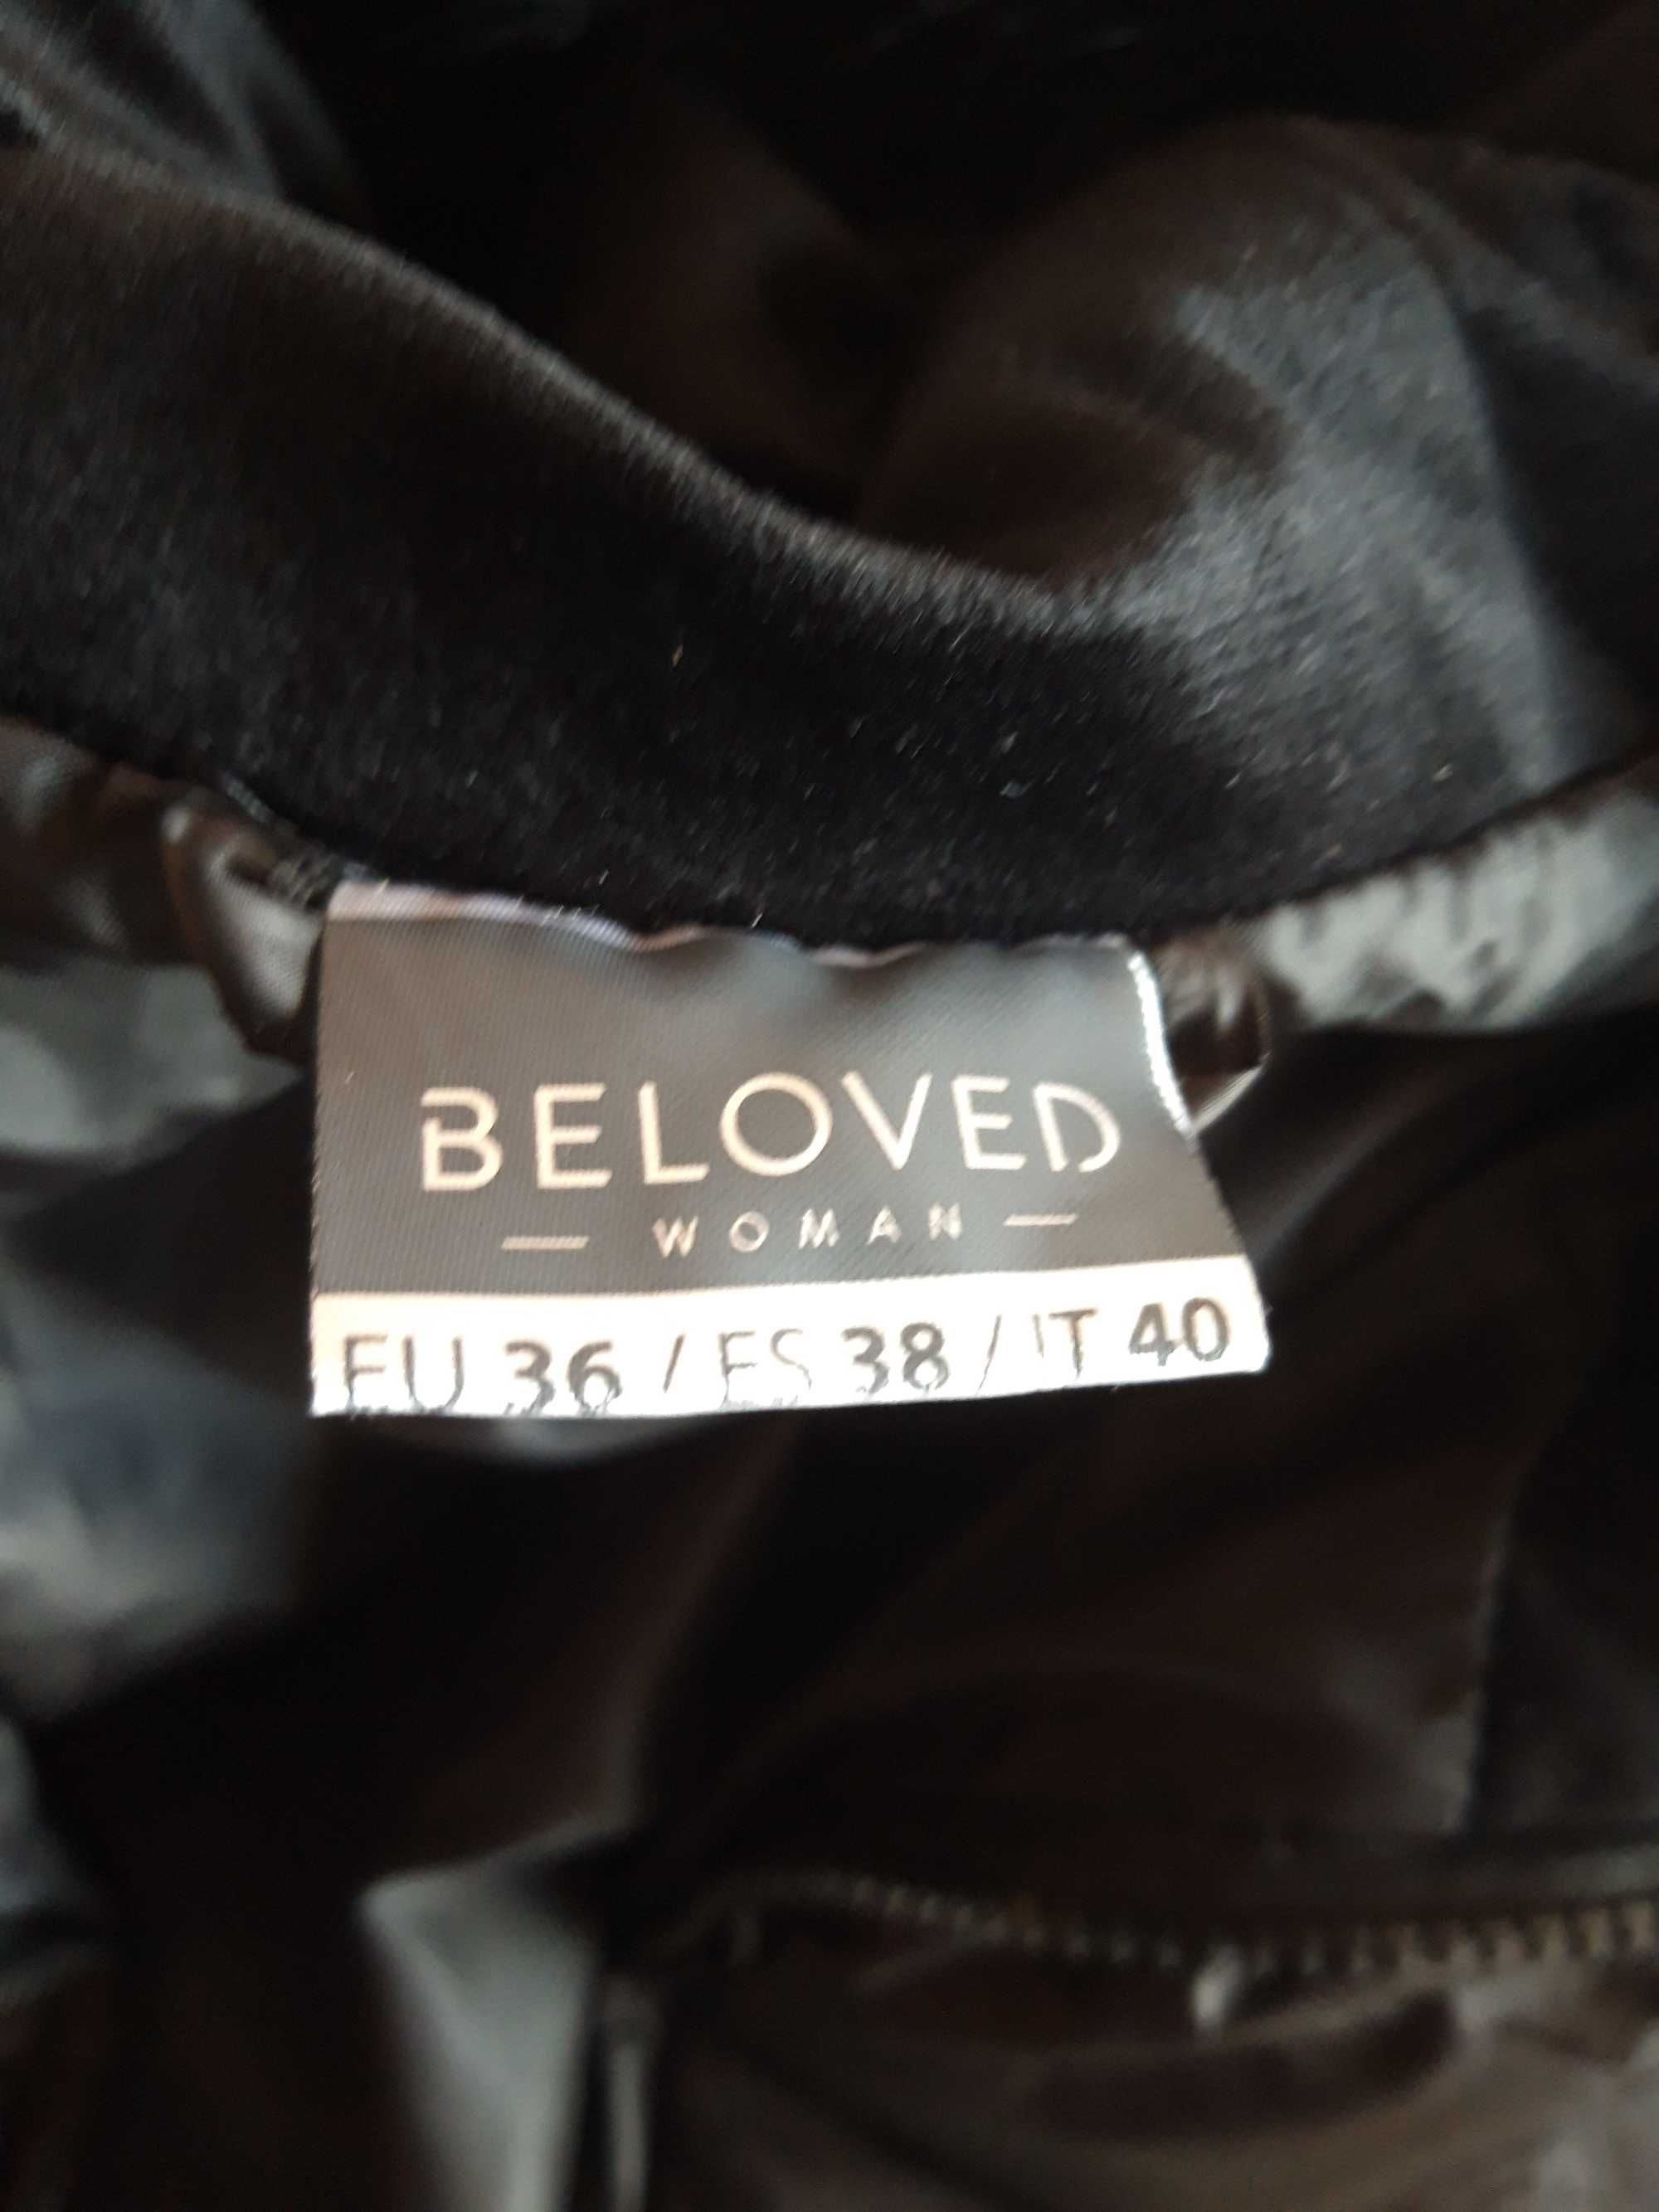 BELOVED
WOMAN
EU 36 / ES 38 / IT 40